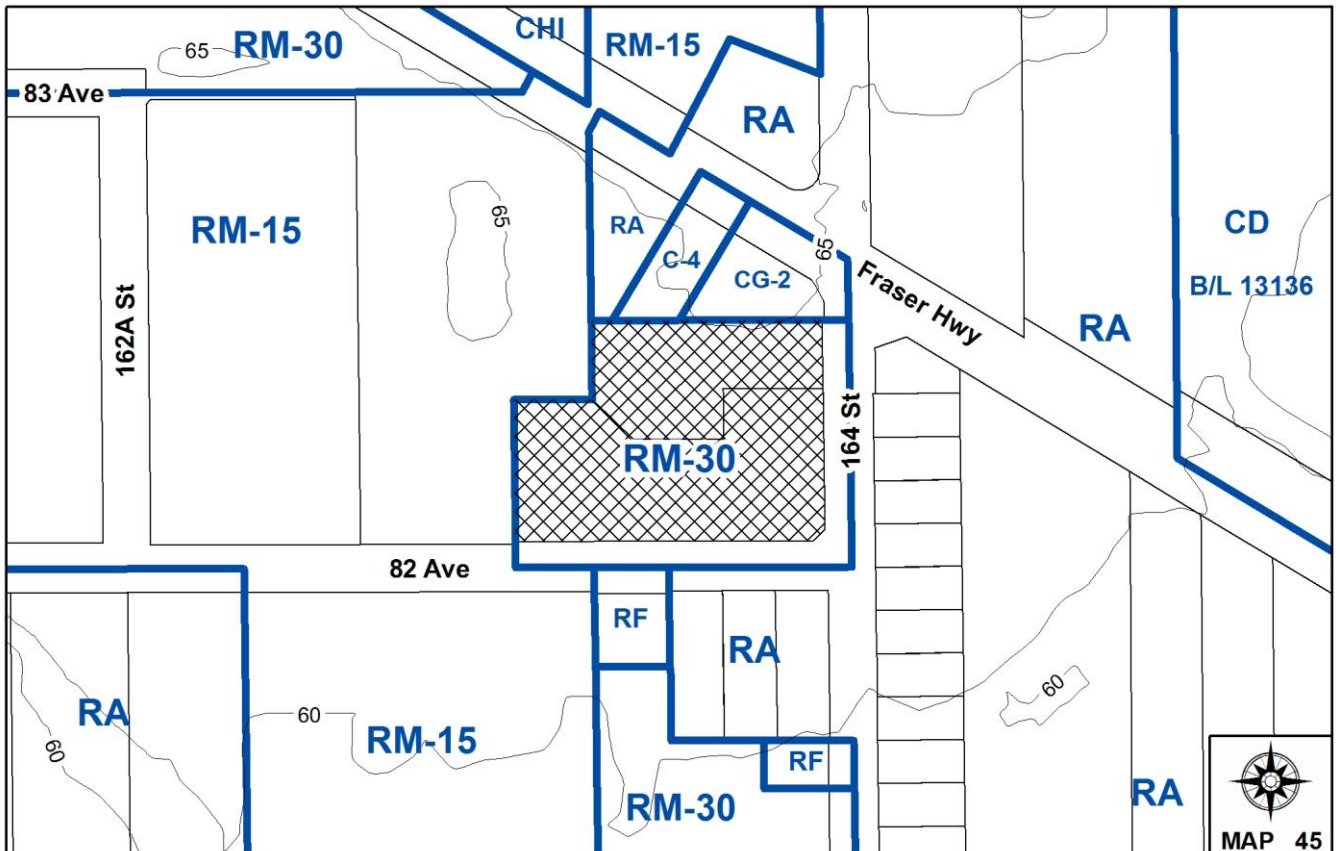 CHI
RM-30
65
RM-15
83 Ave
RA
RM-15
65
RA
C-4
65
CG-2
CD
B/L 13136
Fraser Hwy
RA
162A St
RM-30
164 St
82 Ave
RF
RA
RA
60
60
60
RM-15
RF
RM-30
RA
MAP 45